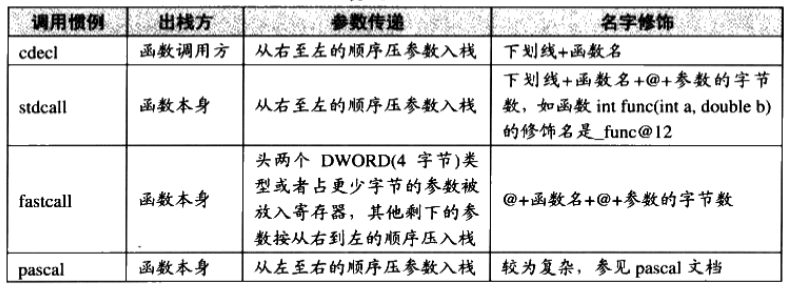 调用惯例 出栈方 参数传递 名字修饰
cdecl 函数调用方 从右至左的顺序压参数入栈 下划线+函数名
stdcall 函数本身 从右至左的顺序压参数入栈 下划线+函数名+@+参数的字节
数，如函数 int func(int a, double b)
的修饰名是_func@12
fastcall 函数本身 头两个 DWORD(4 字节)类
型或者占更少字节的参数被
放入寄存器，其他剩下的参
数按从右到左的顺序压入栈
@+函数名+@+参数的字节数
pascal 函数本身 从左至右的顺序压参数入栈 较为复杂，参见 pascal 文档